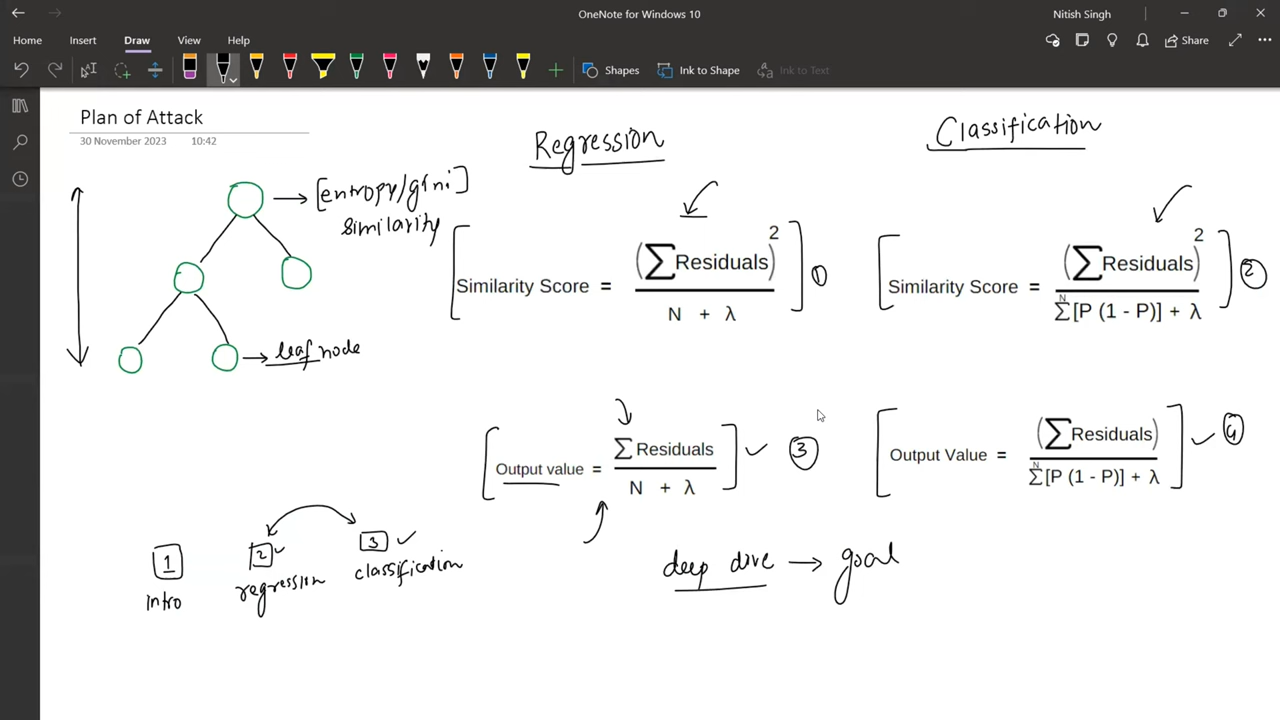 OneNote for Windows 10
Nitish Singh
Home Insert Draw View Help
Share
Shapes
Ink to Shape
Ink to Text
Plan of Attack
30 November 2023 10:42
Regression
Classification
[entropy/gini]
similarity
leaf node
Similarity Score = (∑Residuals)² / N + λ
①
Similarity Score = (∑Residuals)² / ∑ᴺ[P (1 - P)] + λ
②
Output value = ∑Residuals / N + λ
③
Output Value = (∑Residuals) / ∑ᴺ[P (1 - P)] + λ
④
1
intro
2
regression
3
classification
deep dive → goal